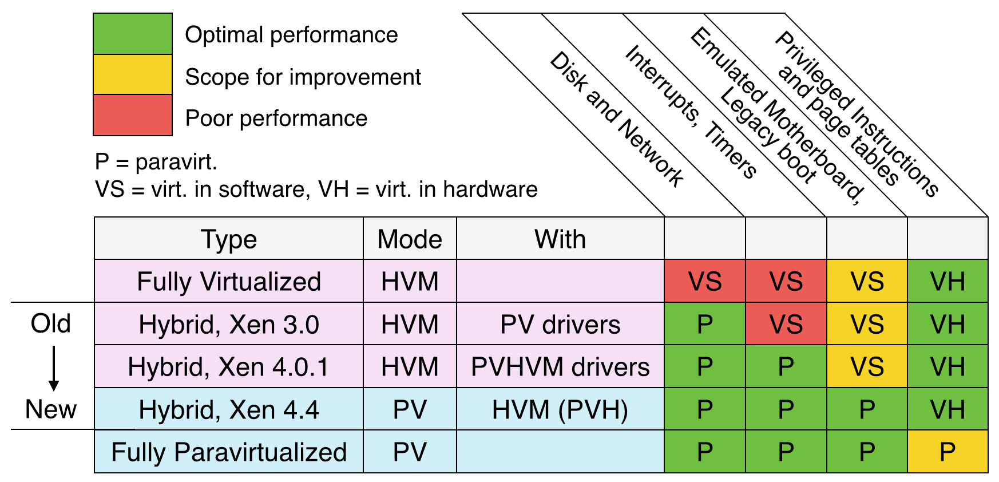 Optimal performance
Scope for improvement
Poor performance
P = paravirt.
VS = virt. in software, VH = virt. in hardware
Disk and Network
Interrupts, Timers
Emulated Motherboard,
Legacy boot
Privileged Instructions
and page tables
Type Mode With
Fully Virtualized HVM VS VS VS VH
Old
Hybrid, Xen 3.0 HVM PV drivers P VS VS VH
Hybrid, Xen 4.0.1 HVM PVHVM drivers P P VS VH
New
Hybrid, Xen 4.4 PV HVM (PVH) P P P VH
Fully Paravirtualized PV P P P P